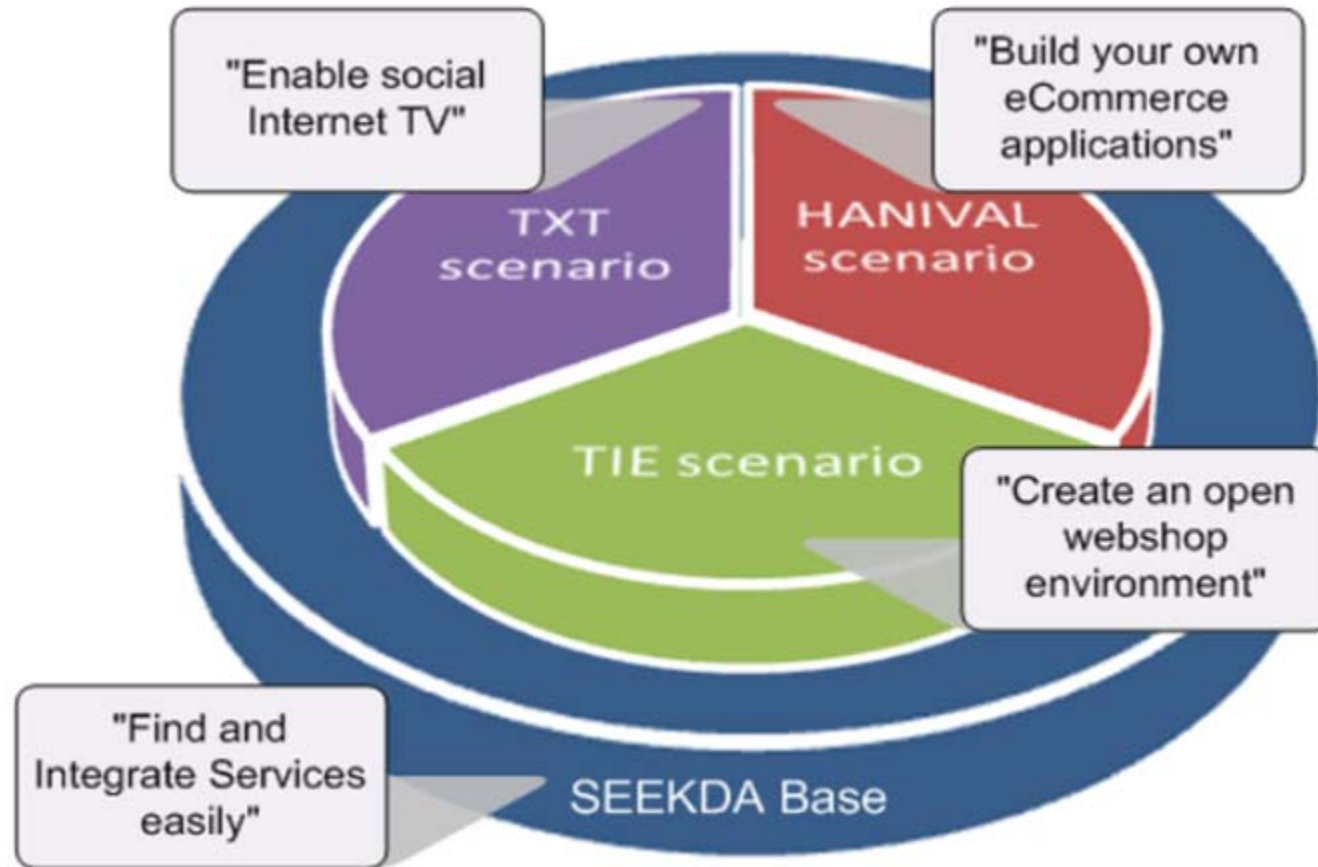 "Enable social
Internet TV"
"Build your own
eCommerce
applications"
TXT
scenario
HANIVAL
scenario
TIE scenario
"Create an open
webshop
environment"
"Find and
Integrate Services
easily"
SEEKDA Base